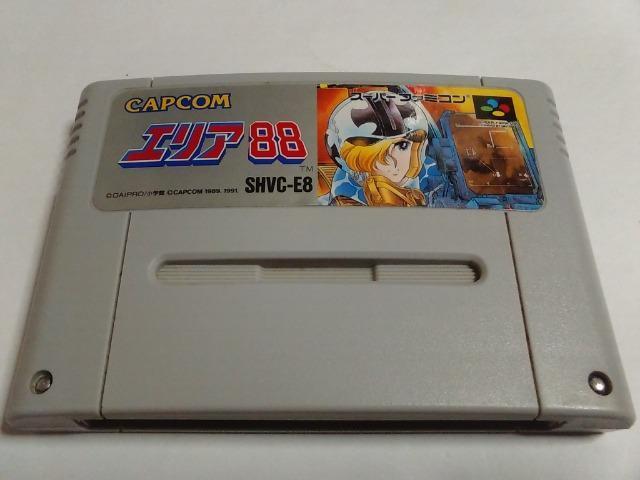 CAPCOM
スーパーファミコン
エリア88
TM
SHVC-E8
©DAIPRO/小学館 ©CAPCOM 1989, 1991